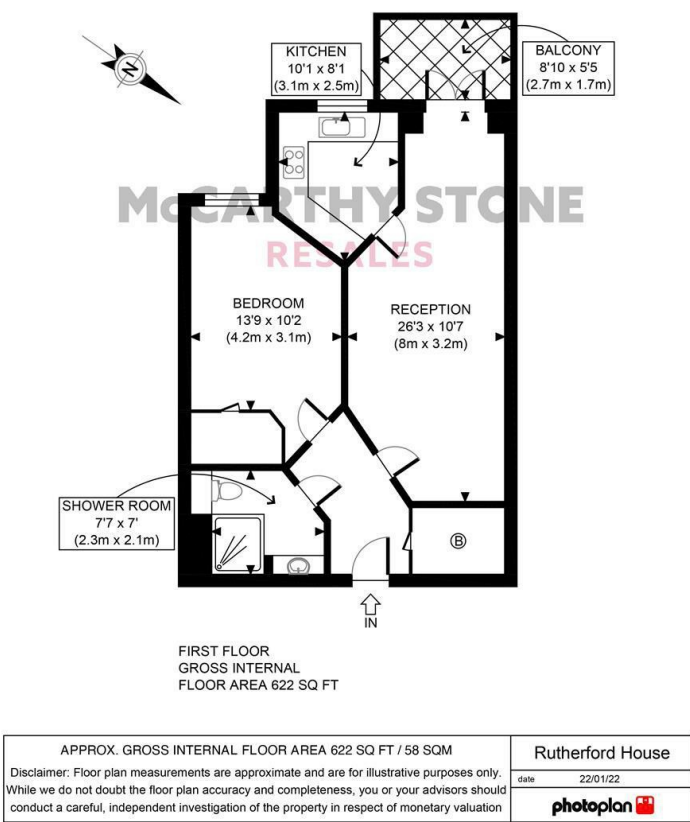 KITCHEN
10'1 x 8'1
(3.1m x 2.5m)
BALCONY
8'10 x 5'5
(2.7m x 1.7m)
N
McCARTHY STONE
RESALES
BEDROOM
13'9 x 10'2
(4.2m x 3.1m)
RECEPTION
26'3 x 10'7
(8m x 3.2m)
SHOWER ROOM
7'7 x 7'
(2.3m x 2.1m)
B
IN
FIRST FLOOR
GROSS INTERNAL
FLOOR AREA 622 SQ FT
APPROX. GROSS INTERNAL FLOOR AREA 622 SQ FT / 58 SQM
Disclaimer: Floor plan measurements are approximate and are for illustrative purposes only.
While we do not doubt the floor plan accuracy and completeness, you or your advisors should
conduct a careful, independent investigation of the property in respect of monetary valuation
Rutherford House
date 22/01/22
photoplan